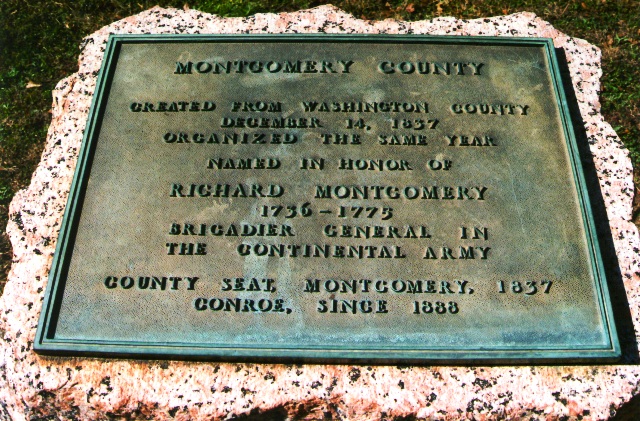 MONTGOMERY COUNTY
CREATED FROM WASHINGTON COUNTY
DECEMBER 14, 1837
ORGANIZED THE SAME YEAR
NAMED IN HONOR OF
RICHARD MONTGOMERY
1736-1775
BRIGADIER GENERAL IN
THE CONTINENTAL ARMY
COUNTY SEAT, MONTGOMERY, 1837
CONROE, SINCE 1888